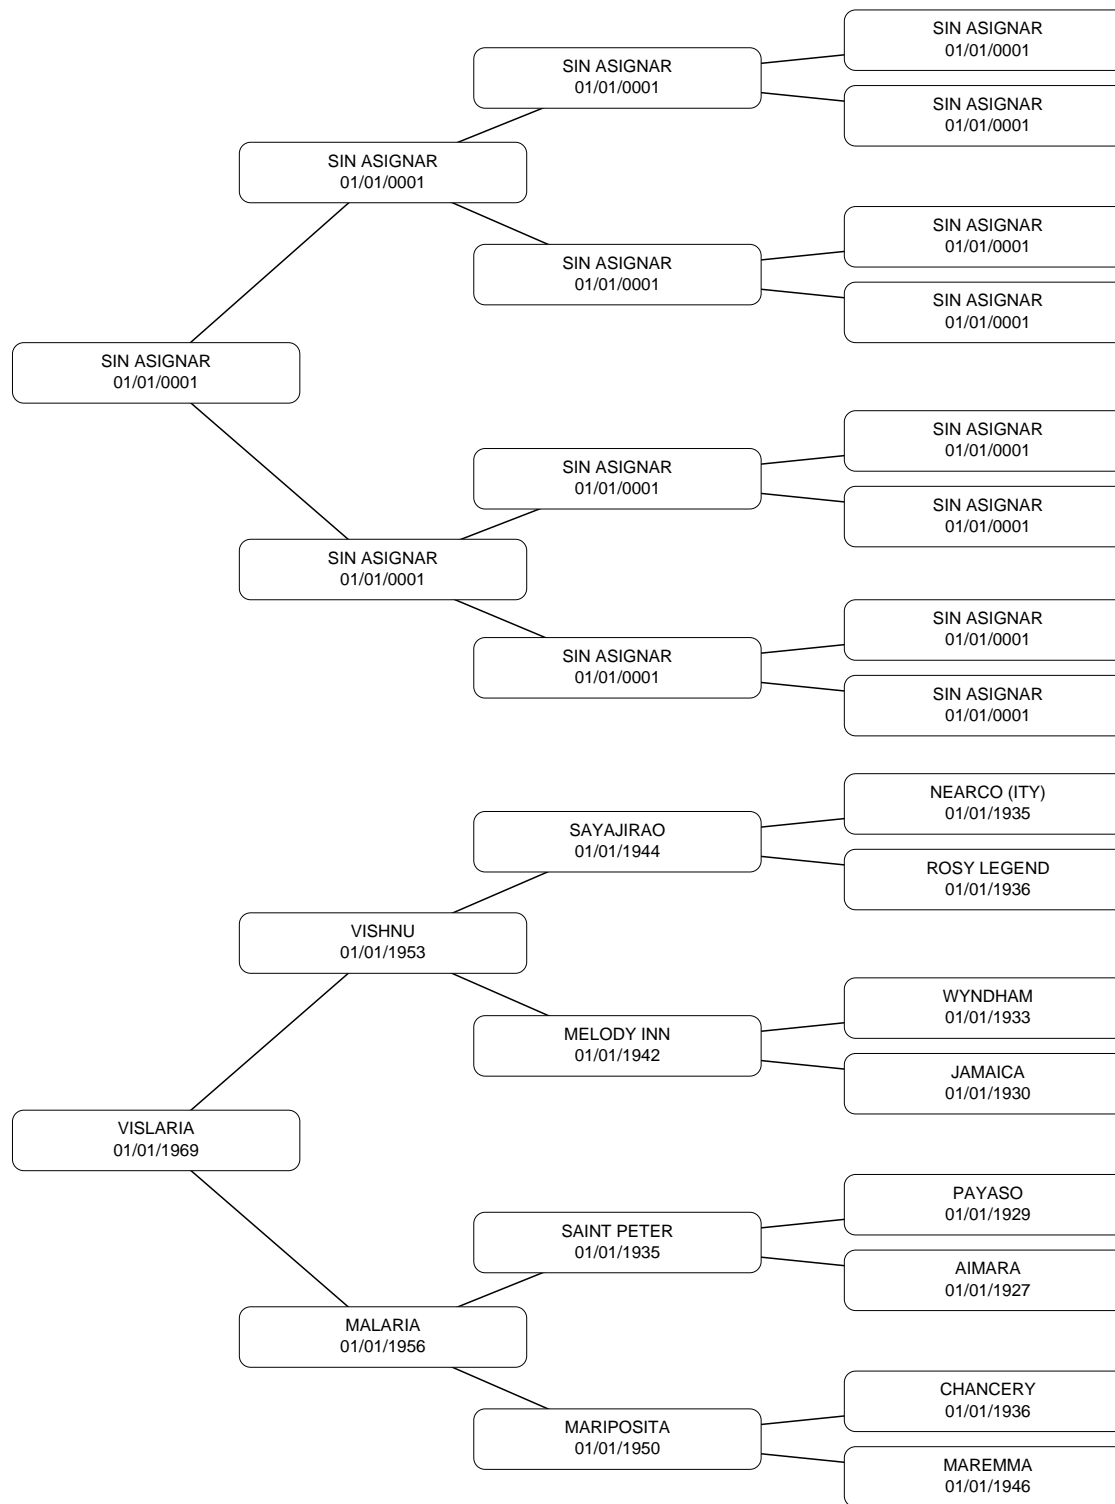 SIN ASIGNAR
01/01/0001
SIN ASIGNAR
01/01/0001
SIN ASIGNAR
01/01/0001
SIN ASIGNAR
01/01/0001
SIN ASIGNAR
01/01/0001
SIN ASIGNAR
01/01/0001
SIN ASIGNAR
01/01/0001
SIN ASIGNAR
01/01/0001
SIN ASIGNAR
01/01/0001
SIN ASIGNAR
01/01/0001
SIN ASIGNAR
01/01/0001
SIN ASIGNAR
01/01/0001
SIN ASIGNAR
01/01/0001
SIN ASIGNAR
01/01/0001
SIN ASIGNAR
01/01/0001
NEARCO (ITY)
01/01/1935
SAYAJIRAO
01/01/1944
ROSY LEGEND
01/01/1936
VISHNU
01/01/1953
WYNDHAM
01/01/1933
MELODY INN
01/01/1942
JAMAICA
01/01/1930
VISLARIA
01/01/1969
PAYASO
01/01/1929
SAINT PETER
01/01/1935
AIMARA
01/01/1927
MALARIA
01/01/1956
CHANCERY
01/01/1936
MARIPOSITA
01/01/1950
MAREMMA
01/01/1946